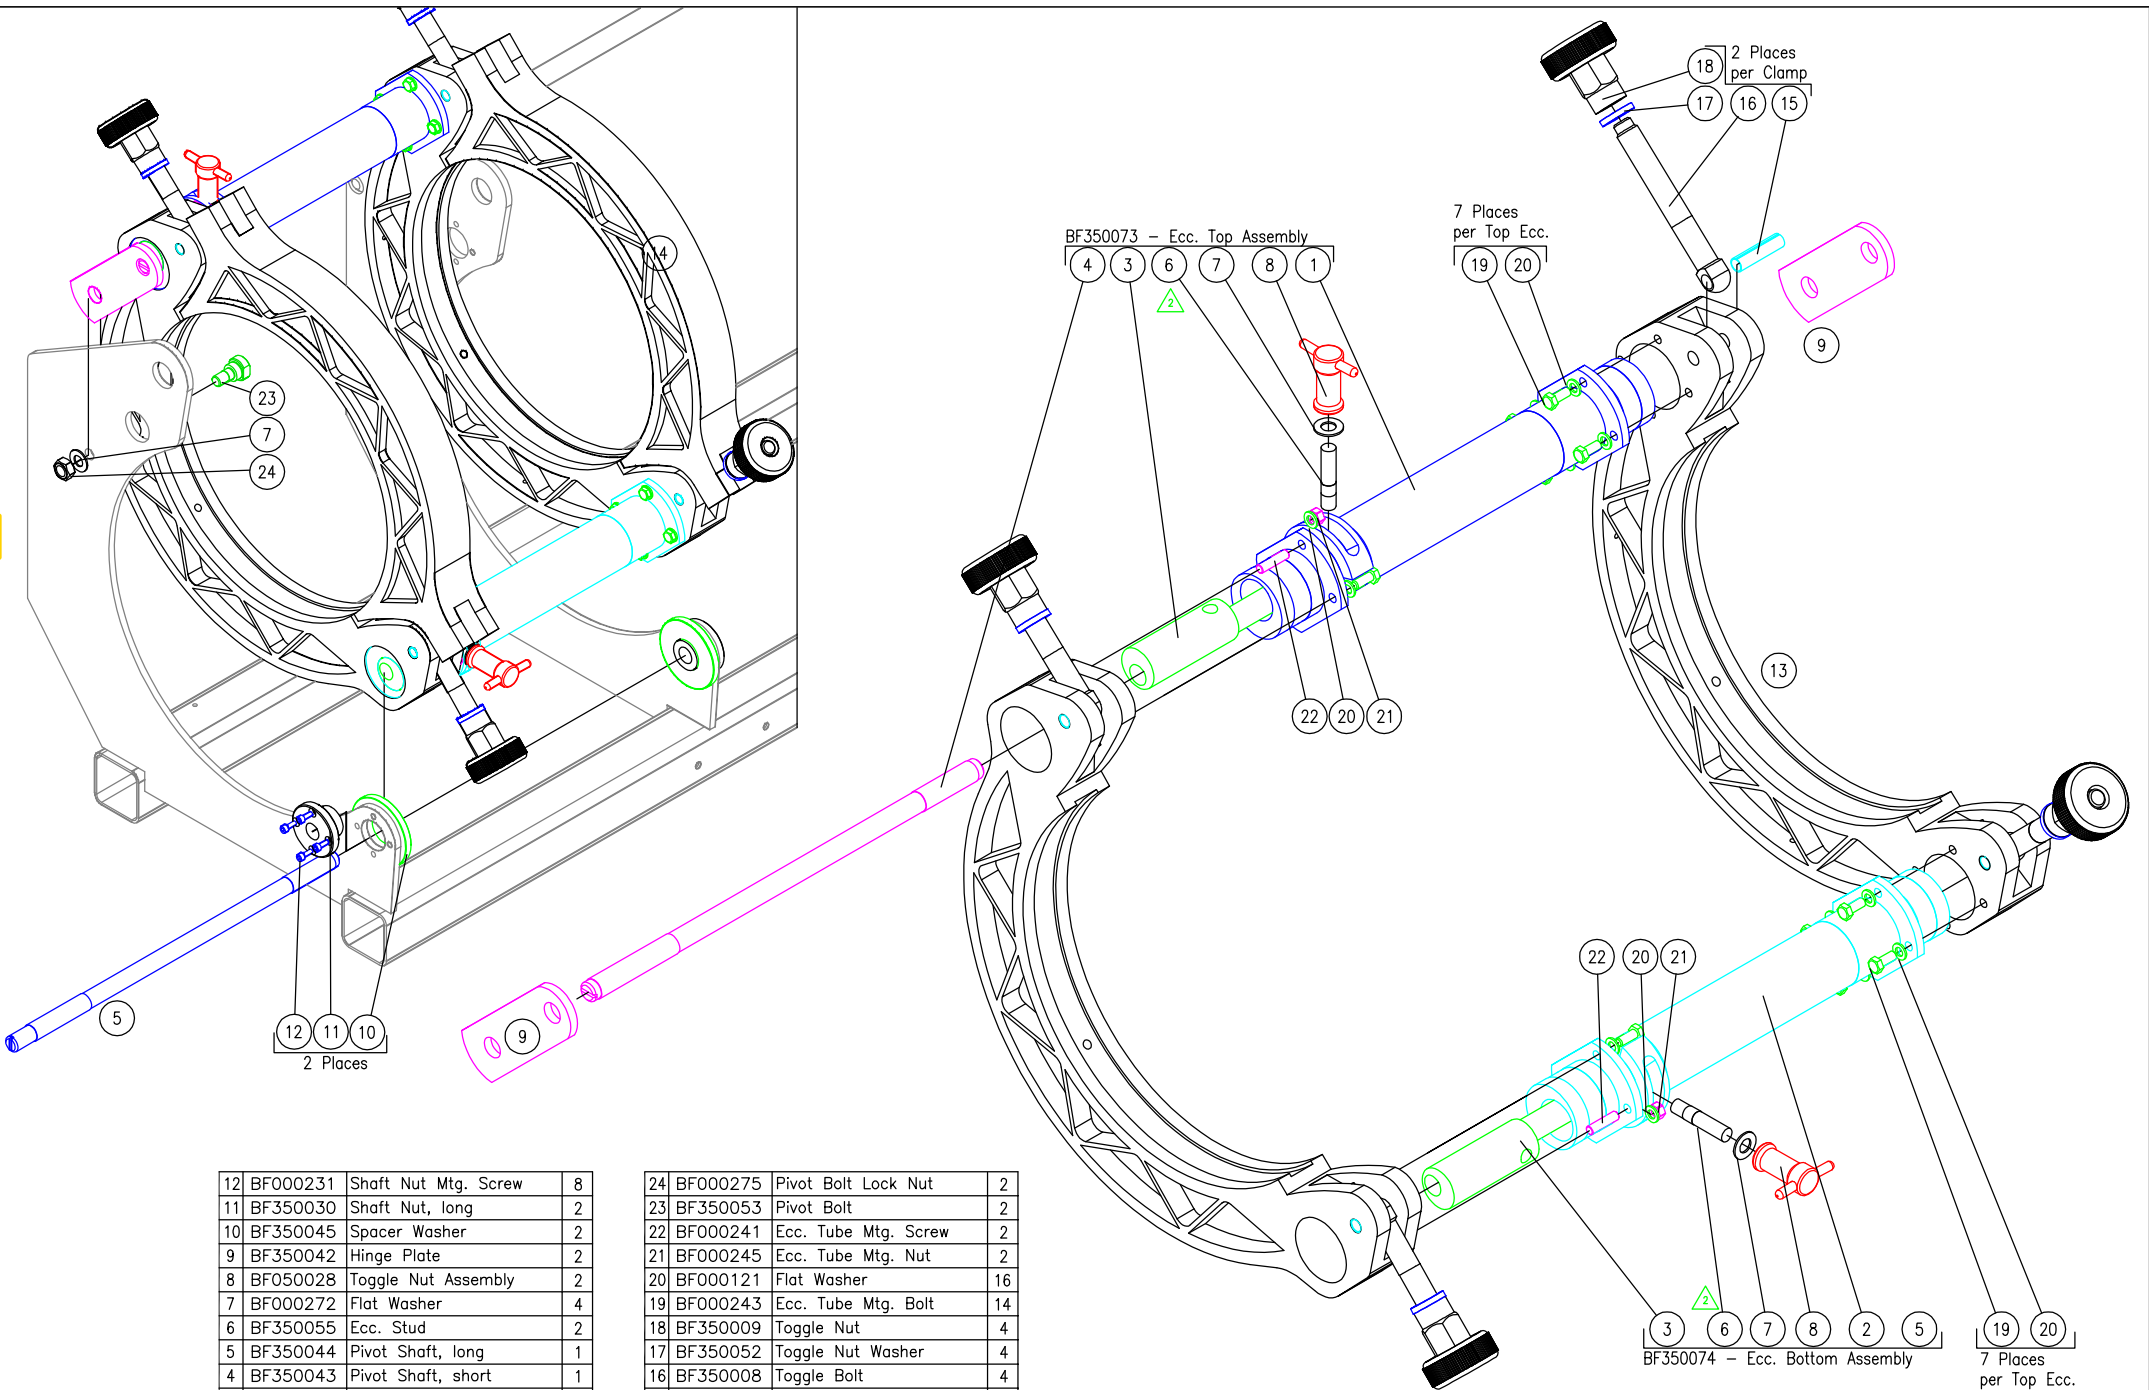 18
2 Places
per Clamp
17
16
15
7 Places
per Top Ecc.
19
20
BF350073 – Ecc. Top Assembly
4
3
6
7
8
1
2
14
9
23
7
24
13
22
20
21
22
20
21
5
12
11
10
2 Places
9
12 BF000231 Shaft Nut Mtg. Screw 8
11 BF350030 Shaft Nut, long 2
10 BF350045 Spacer Washer 2
9 BF350042 Hinge Plate 2
8 BF050028 Toggle Nut Assembly 2
7 BF000272 Flat Washer 4
6 BF350055 Ecc. Stud 2
5 BF350044 Pivot Shaft, long 1
4 BF350043 Pivot Shaft, short 1
24 BF000275 Pivot Bolt Lock Nut 2
23 BF350053 Pivot Bolt 2
22 BF000241 Ecc. Tube Mtg. Screw 2
21 BF000245 Ecc. Tube Mtg. Nut 2
20 BF000121 Flat Washer 16
19 BF000243 Ecc. Tube Mtg. Bolt 14
18 BF350009 Toggle Nut 4
17 BF350052 Toggle Nut Washer 4
16 BF350008 Toggle Bolt 4
2
3
6
7
8
2
5
BF350074 – Ecc. Bottom Assembly
19
20
7 Places
per Top Ecc.